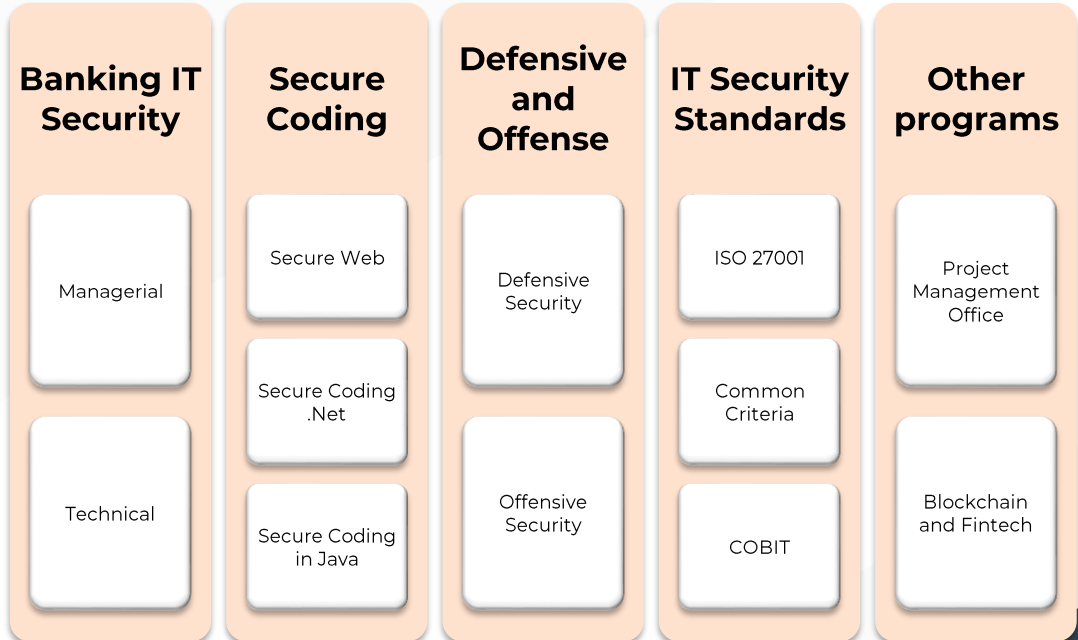 Banking IT
Security
Managerial
Technical
Secure
Coding
Secure Web
Secure Coding
.Net
Secure Coding
in Java
Defensive
and
Offense
Defensive
Security
Offensive
Security
IT Security
Standards
ISO 27001
Common
Criteria
COBIT
Other
programs
Project
Management
Office
Blockchain
and Fintech